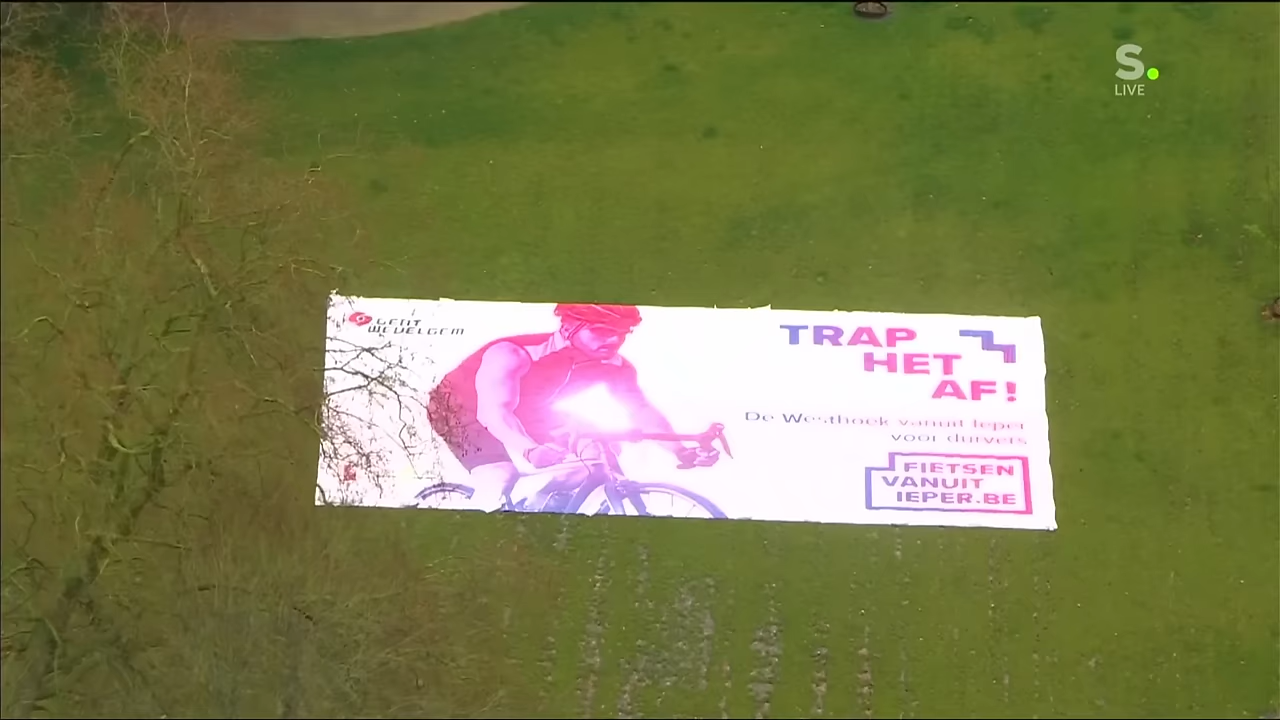 S.
LIVE
GENT
WEVELGEM
TRAP
HET
AF!
De Westhoek vanuit Ieper
voor durvers
FIETSEN
VANUIT
IEPER.BE